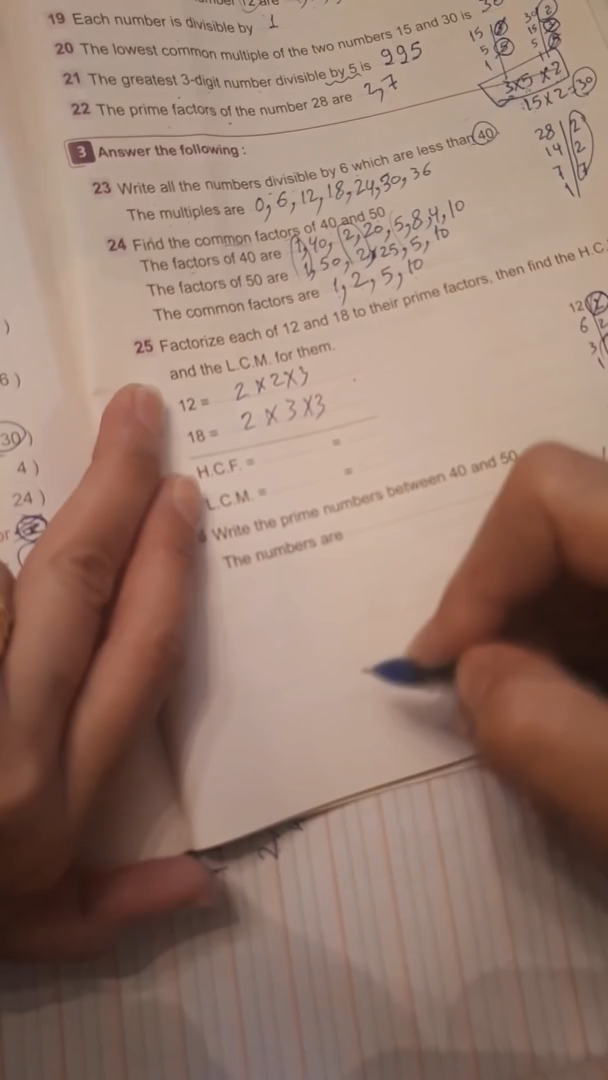 19 Each number is divisible by 1
20 The lowest common multiple of the two numbers 15 and 30 is 30
21 The greatest 3-digit number divisible by 5 is 995
22 The prime factors of the number 28 are 2,7
3×5×2
15×2=30
3 Answer the following:
28 2
14 2
7 7
1
23 Write all the numbers divisible by 6 which are less than 40
The multiples are 0,6,12,18,24,30,36
24 Find the common factors of 40 and 50
The factors of 40 are 1,40, 2,20,5,8,4,10
The factors of 50 are 1,50,2,25,5,10
The common factors are 1,2,5,10
25 Factorize each of 12 and 18 to their prime factors, then find the H.C.
and the L.C.M. for them.
12 2
6 2
3
1
12 = 2×2×3
18 = 2×3×3
H.C.F. = =
L.C.M. = =
Write the prime numbers between 40 and 50
The numbers are
6)
30)
4)
24)
or